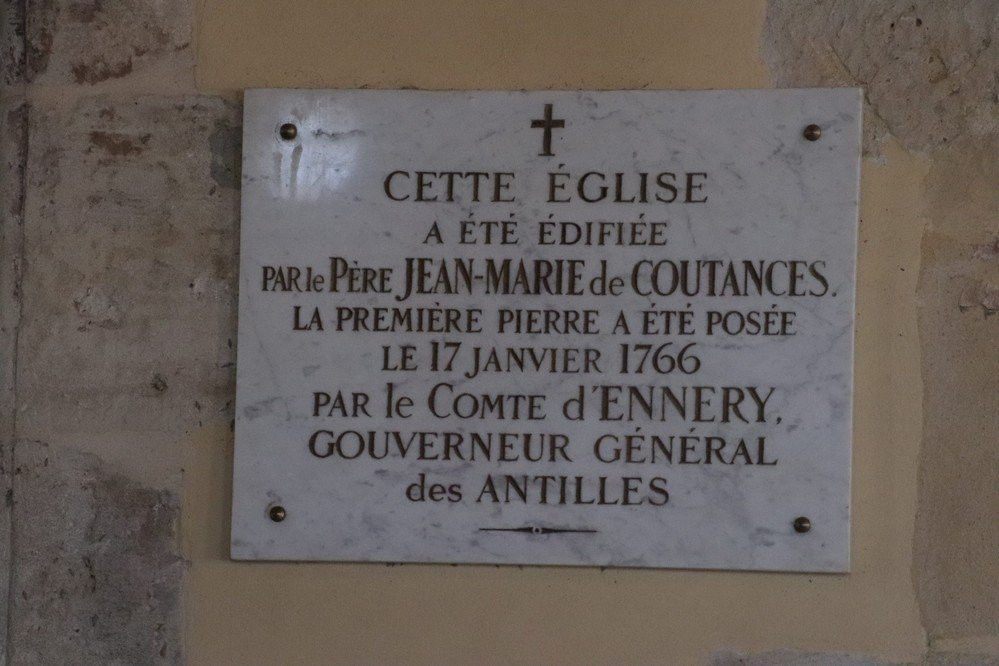 CETTE ÉGLISE
A ÉTÉ ÉDIFIÉE
PAR le PÈRE JEAN-MARIE de COUTANCES.
LA PREMIÈRE PIERRE A ÉTÉ POSÉE
LE 17 JANVIER 1766
PAR le COMTE d'ENNERY,
GOUVERNEUR GÉNÉRAL
des ANTILLES